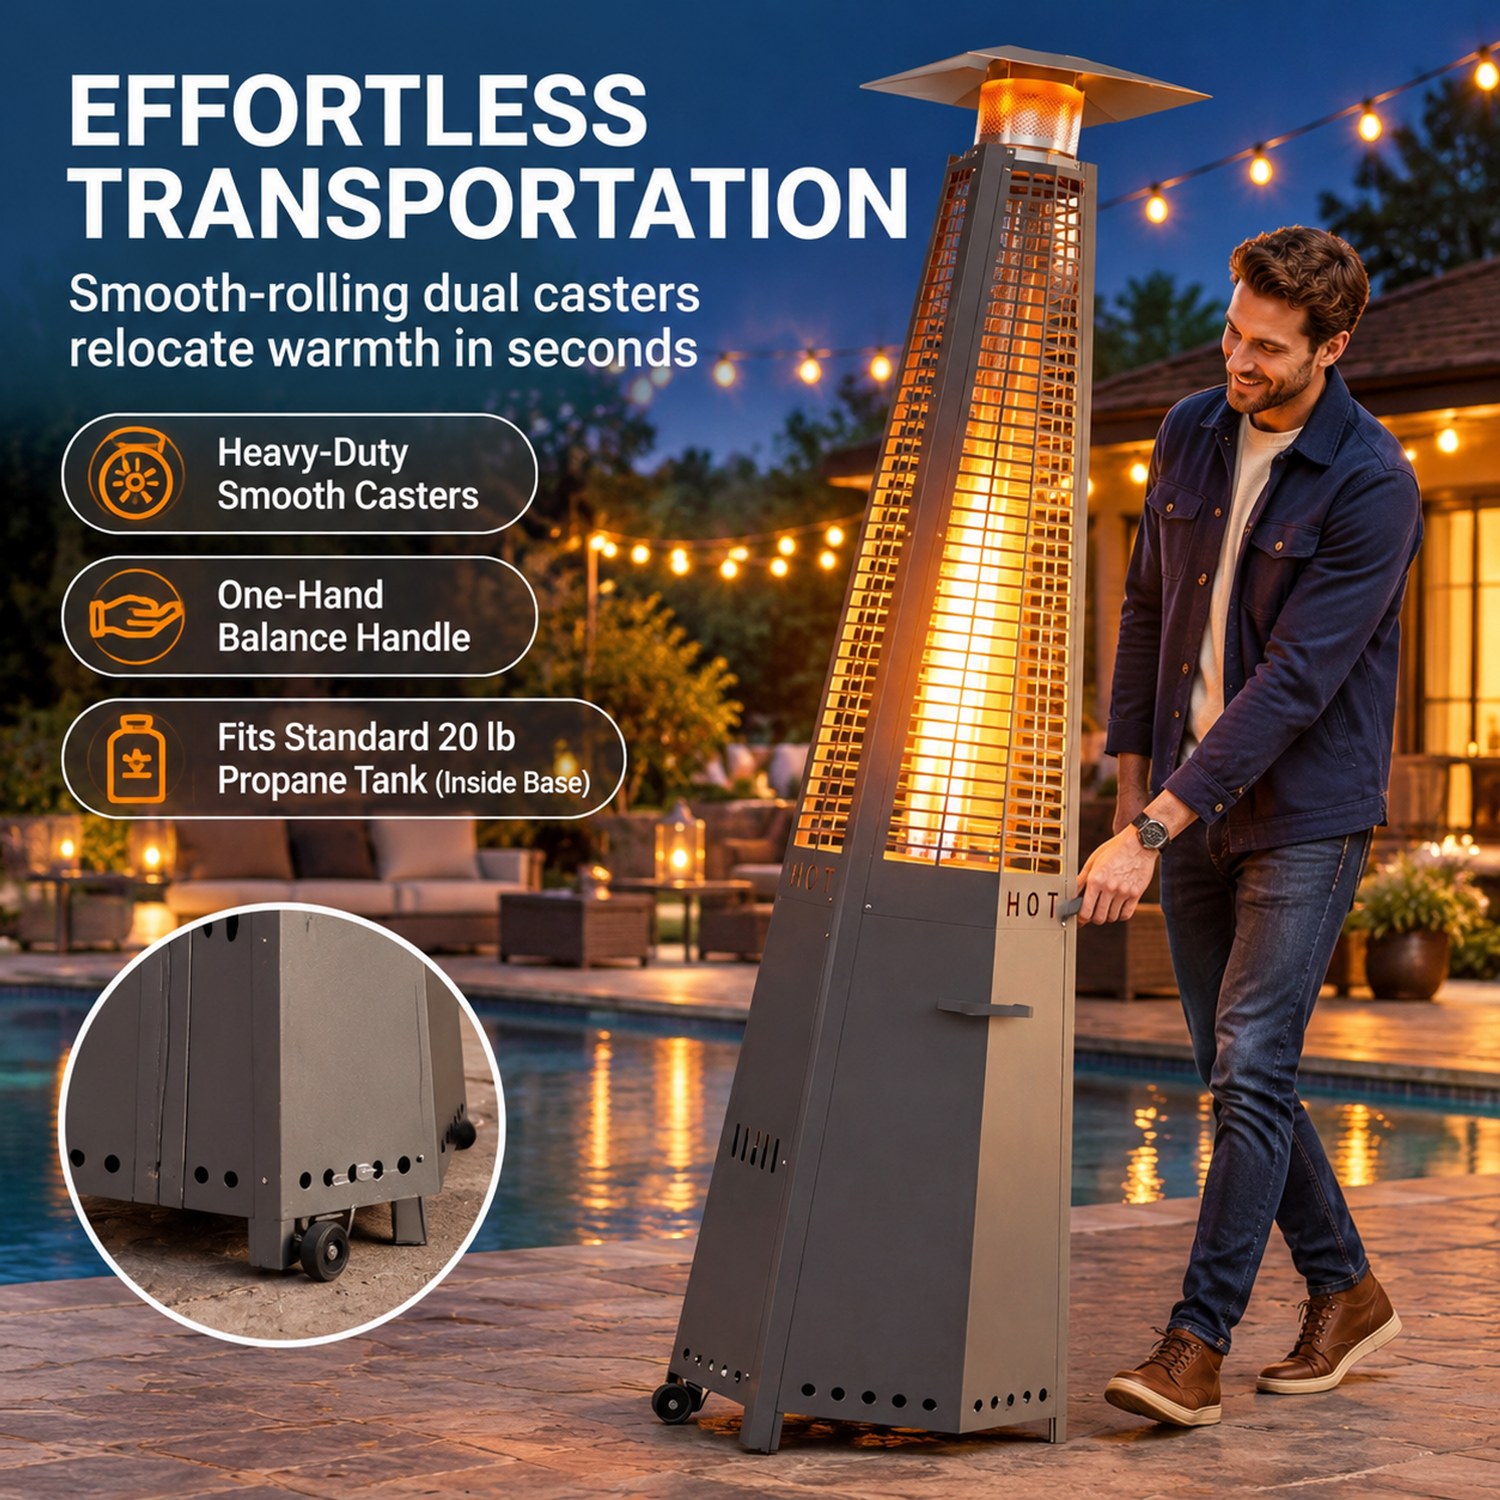 EFFORTLESS
TRANSPORTATION
Smooth-rolling dual casters
relocate warmth in seconds
Heavy-Duty
Smooth Casters
One-Hand
Balance Handle
Fits Standard 20 lb
Propane Tank (Inside Base)
HOT
HOT